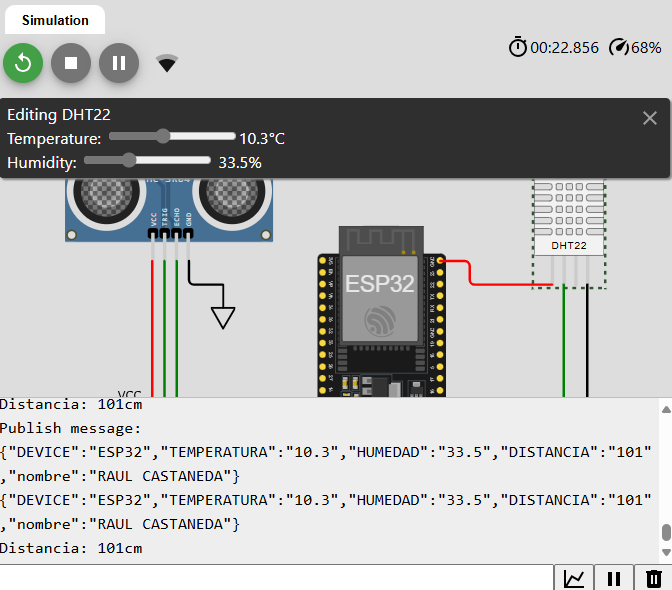 Simulation
00:22.856 68%
Editing DHT22
Temperature: 10.3°C
Humidity: 33.5%
VCC
TRIG
ECHO
GND
ESP32
DHT22
VCC
Distancia: 101cm
Publish message:
{"DEVICE":"ESP32","TEMPERATURA":"10.3","HUMEDAD":"33.5","DISTANCIA":"101"
,"nombre":"RAUL CASTANEDA"}
{"DEVICE":"ESP32","TEMPERATURA":"10.3","HUMEDAD":"33.5","DISTANCIA":"101"
,"nombre":"RAUL CASTANEDA"}
Distancia: 101cm